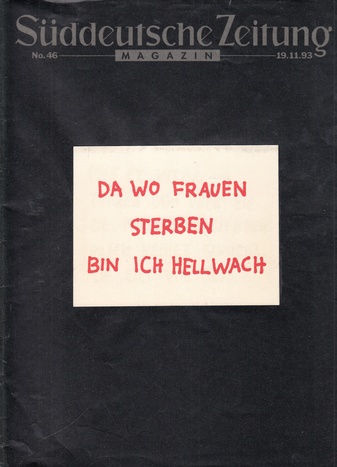 Süddeutsche Zeitung
No. 46 MAGAZIN 19.11.93
DA WO FRAUEN
STERBEN
BIN ICH HELLWACH